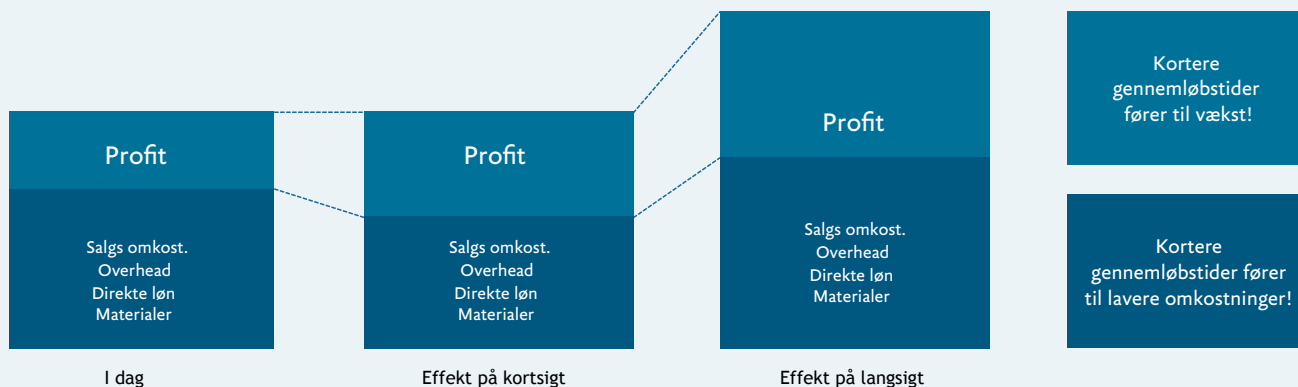 Profit
Salgs omkost.
Overhead
Direkte løn
Materialer
I dag
Profit
Salgs omkost.
Overhead
Direkte løn
Materialer
Effekt på kortsigt
Profit
Salgs omkost.
Overhead
Direkte løn
Materialer
Effekt på langsigt
Kortere
gennemløbstider
fører til vækst!
Kortere
gennemløbstider fører
til lavere omkostninger!